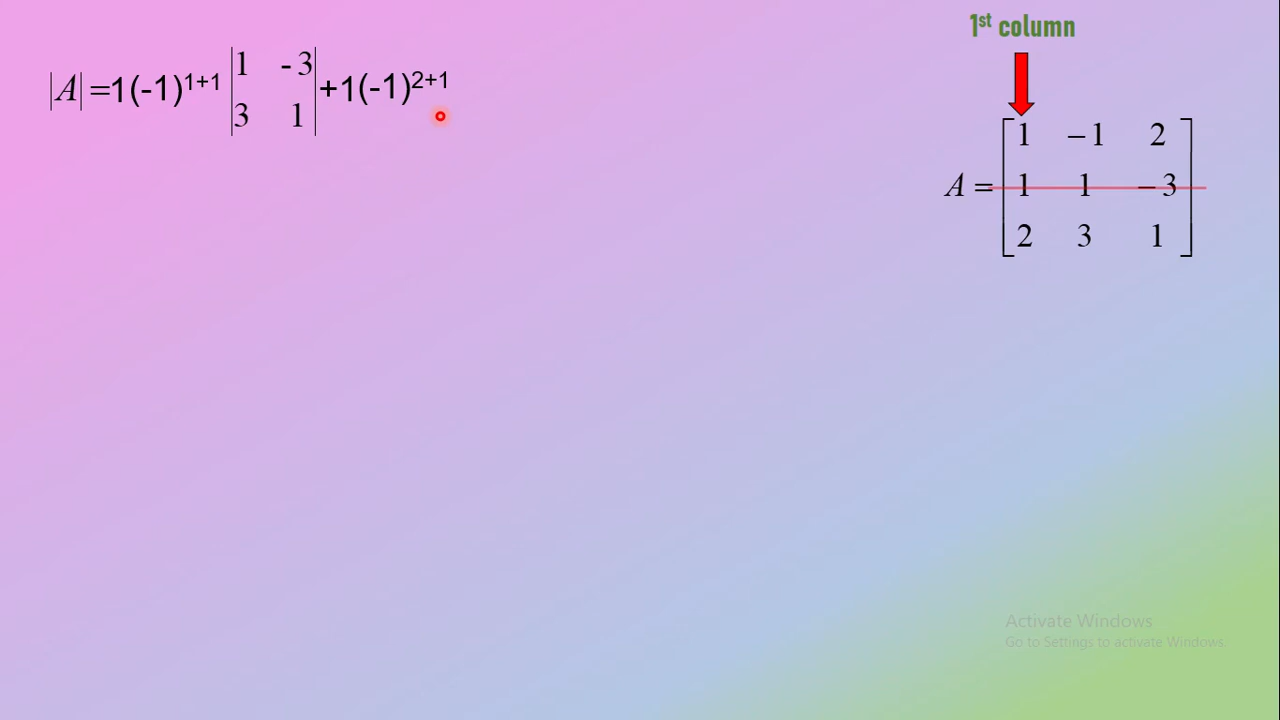 1st column
|A|=1(-1)1+1 |1 -3| +1(-1)2+1
|3 1|
1 -1 2
A = 1 1 -3
2 3 1
Activate Windows
Go to Settings to activate Windows.